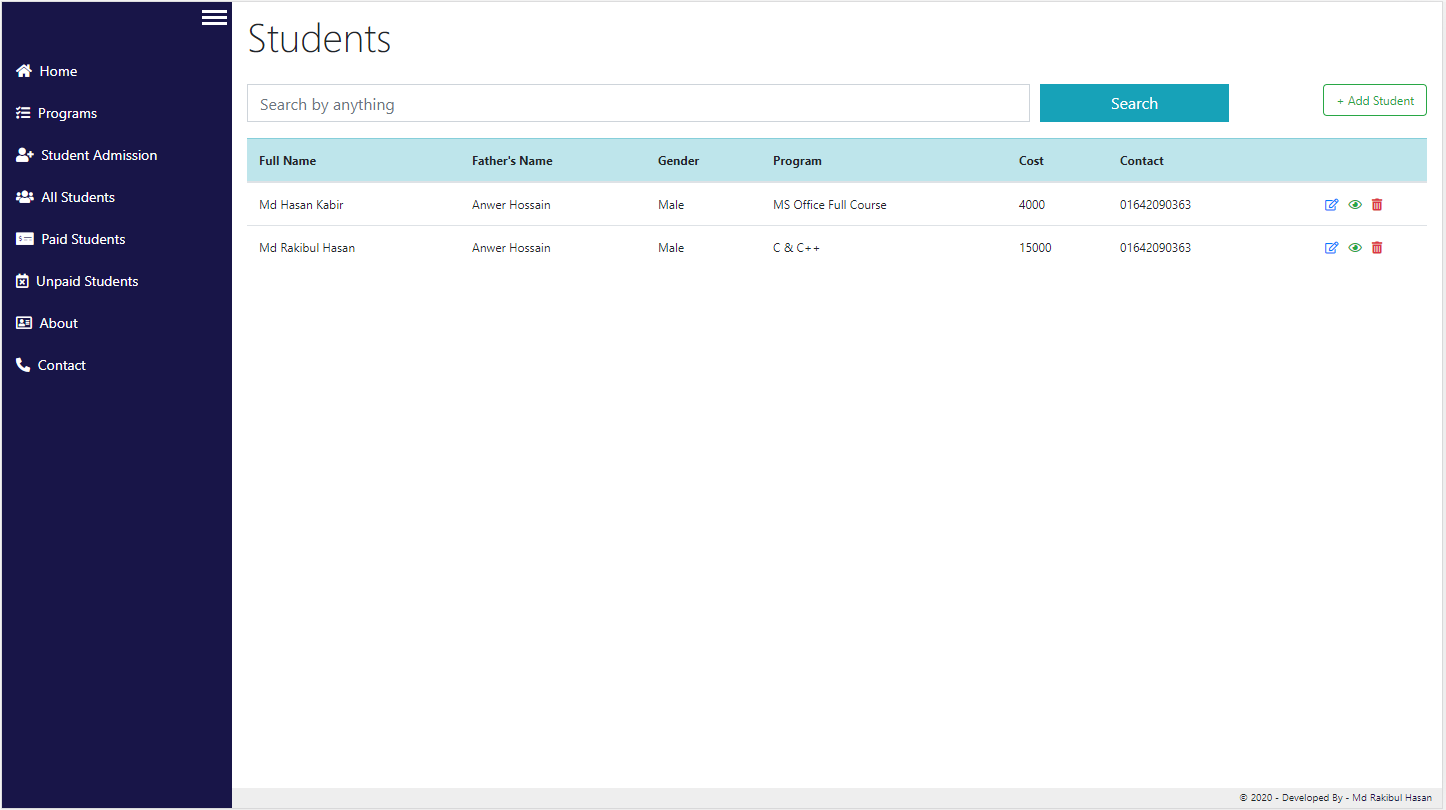 Home
Programs
Student Admission
All Students
Paid Students
Unpaid Students
About
Contact
Students
Search by anything Search + Add Student
Full Name Father's Name Gender Program Cost Contact
Md Hasan Kabir Anwer Hossain Male MS Office Full Course 4000 01642090363
Md Rakibul Hasan Anwer Hossain Male C & C++ 15000 01642090363
© 2020 - Developed By - Md Rakibul Hasan